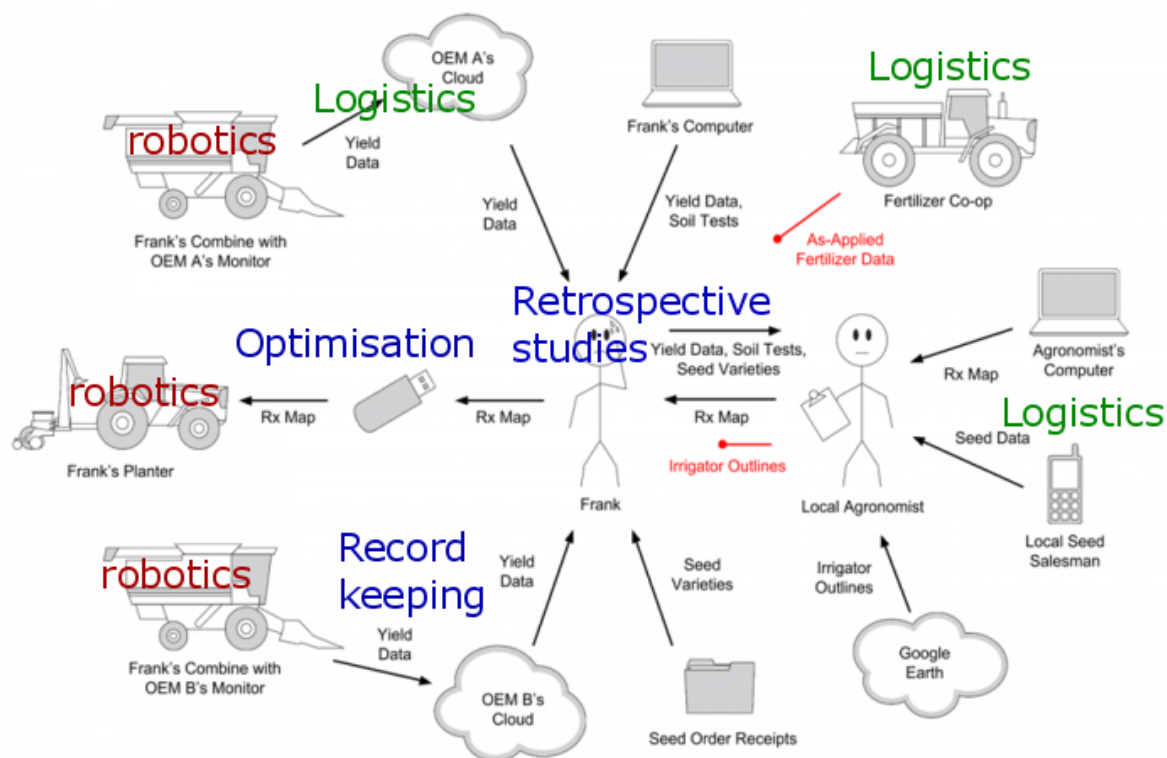 OEM A's
Cloud
Logistics
robotics
Yield
Data
Frank's Combine with
OEM A's Monitor
Yield
Data
Frank's Computer
Yield Data,
Soil Tests
Logistics
Fertilizer Co-op
As-Applied
Fertilizer Data
Retrospective
studies
Optimisation
robotics
Rx Map
Rx Map
Frank's Planter
Frank
Yield Data, Soil Tests,
Seed Varieties
Rx Map
Irrigator Outlines
Local Agronomist
Agronomist's
Computer
Rx Map
Logistics
Seed Data
Local Seed
Salesman
robotics
Record
keeping
Yield
Data
Frank's Combine with
OEM B's Monitor
Yield
Data
OEM B's
Cloud
Seed
Varieties
Seed Order Receipts
Irrigator
Outlines
Google
Earth